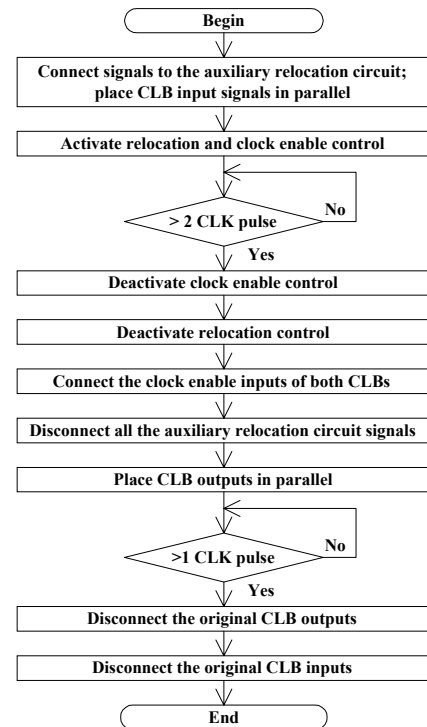 Begin
Connect signals to the auxiliary relocation circuit;
place CLB input signals in parallel
Activate relocation and clock enable control
> 2 CLK pulse
No
Yes
Deactivate clock enable control
Deactivate relocation control
Connect the clock enable inputs of both CLBs
Disconnect all the auxiliary relocation circuit signals
Place CLB outputs in parallel
>1 CLK pulse
No
Yes
Disconnect the original CLB outputs
Disconnect the original CLB inputs
End